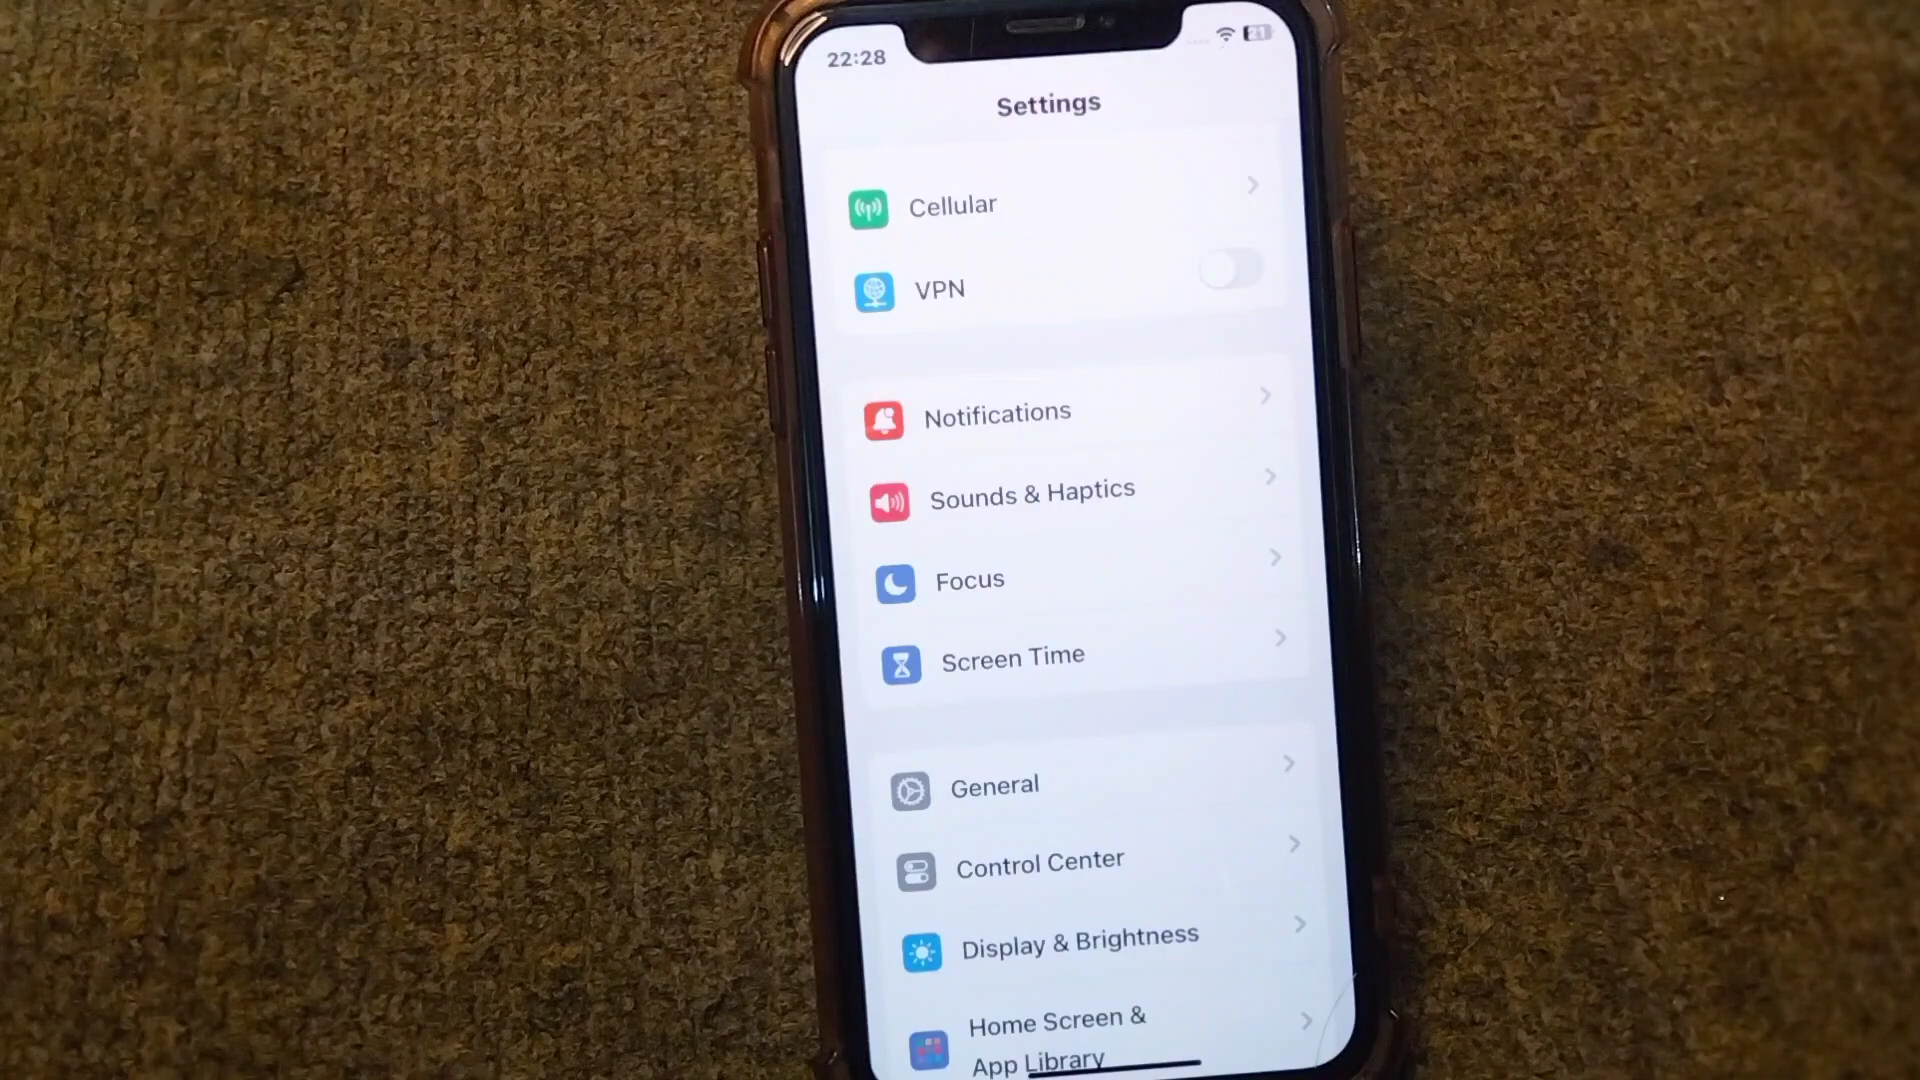 22:28
21
Settings
Cellular
VPN
Notifications
Sounds & Haptics
Focus
Screen Time
General
Control Center
Display & Brightness
Home Screen &
App Library